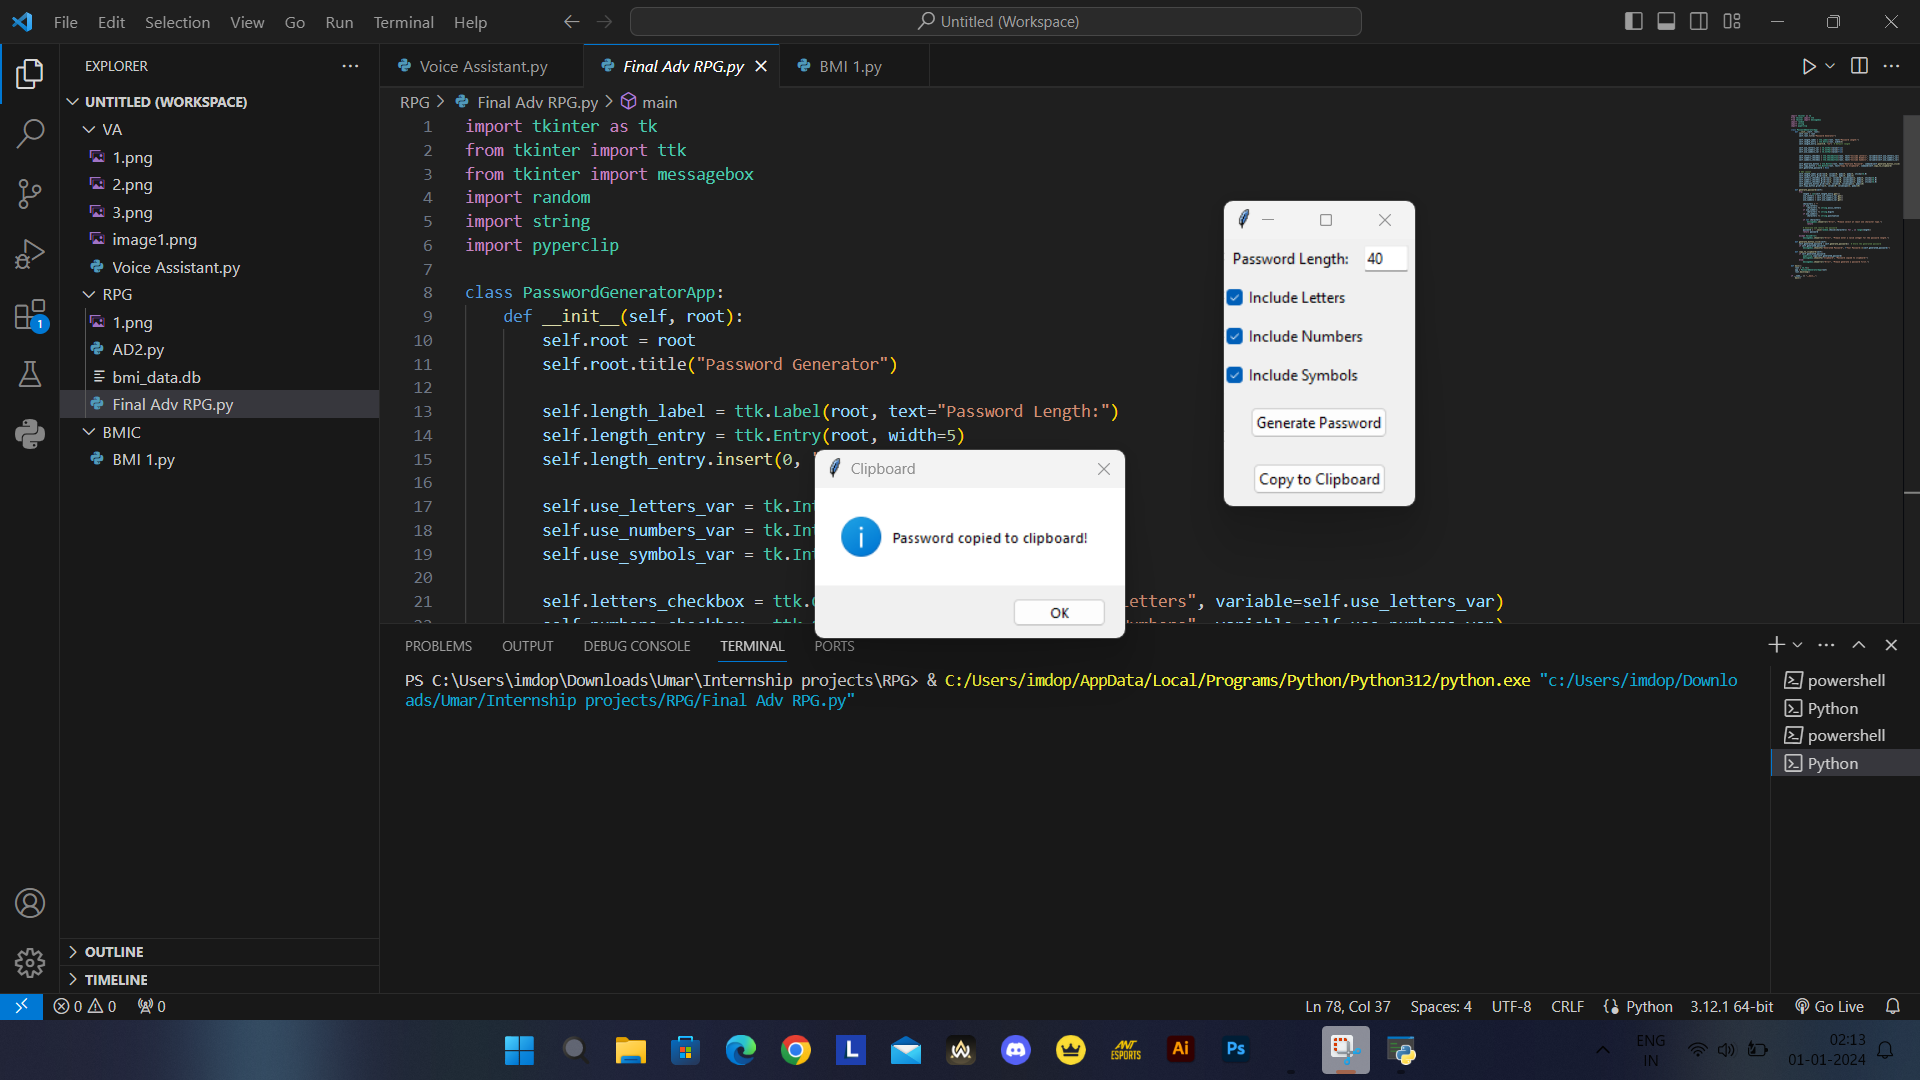 File Edit Selection View Go Run Terminal Help
Untitled (Workspace)
EXPLORER
UNTITLED (WORKSPACE)
VA
1.png
2.png
3.png
image1.png
Voice Assistant.py
RPG
1.png
AD2.py
bmi_data.db
Final Adv RPG.py
BMIC
BMI 1.py
OUTLINE
TIMELINE
1
Voice Assistant.py Final Adv RPG.py BMI 1.py
RPG > Final Adv RPG.py > main
1 import tkinter as tk
2 from tkinter import ttk
3 from tkinter import messagebox
4 import random
5 import string
6 import pyperclip
7
8 class PasswordGeneratorApp:
9 def __init__(self, root):
10 self.root = root
11 self.root.title("Password Generator")
12
13 self.length_label = ttk.Label(root, text="Password Length:")
14 self.length_entry = ttk.Entry(root, width=5)
15 self.length_entry.insert(0,
16
17 self.use_letters_var = tk.Int
18 self.use_numbers_var = tk.Int
19 self.use_symbols_var = tk.Int
20
21 self.letters_checkbox = ttk. etters", variable=self.use_letters_var)
Password Length: 40
Include Letters
Include Numbers
Include Symbols
Generate Password
Copy to Clipboard
Clipboard
Password copied to clipboard!
OK
PROBLEMS OUTPUT DEBUG CONSOLE TERMINAL PORTS
PS C:\Users\imdop\Downloads\Umar\Internship projects\RPG> & C:/Users/imdop/AppData/Local/Programs/Python/Python312/python.exe "c:/Users/imdop/Downlo
ads/Umar/Internship projects/RPG/Final Adv RPG.py"
powershell
Python
powershell
Python
0 0 0
Ln 78, Col 37 Spaces: 4 UTF-8 CRLF Python 3.12.1 64-bit Go Live
L
ANT
ESPORTS
Ai
Ps
ENG
IN
02:13
01-01-2024